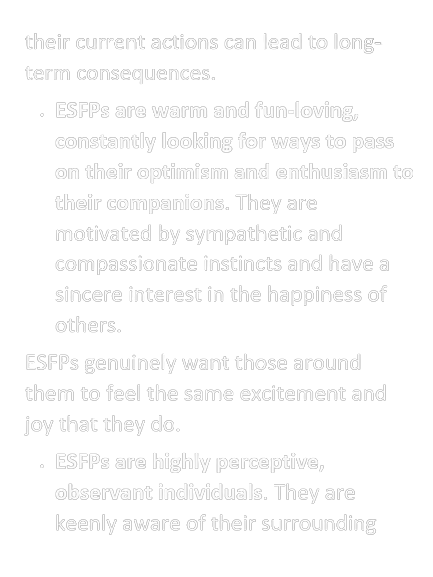 their current actions can lead to long-
term consequences.
. ESFPs are warm and fun-loving,
constantly looking for ways to pass
on their optimism and enthusiasm to
their companions. They are
motivated by sympathetic and
compassionate instincts and have a
sincere interest in the happiness of
others.
ESFPs genuinely want those around
them to feel the same excitement and
joy that they do.
. ESFPs are highly perceptive,
observant individuals. They are
keenly aware of their surrounding